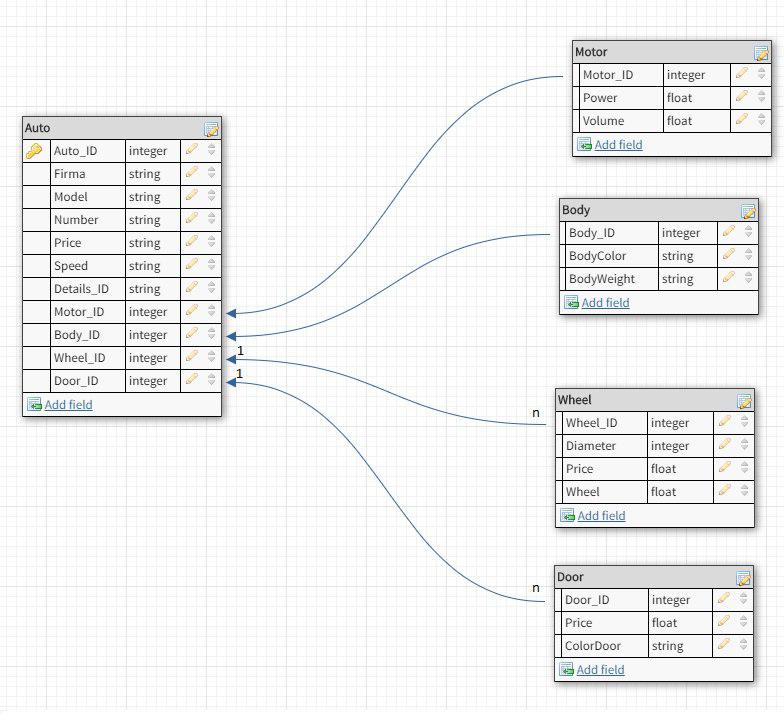 Auto
Auto_ID integer
Firma string
Model string
Number string
Price string
Speed string
Details_ID string
Motor_ID integer
Body_ID integer
Wheel_ID integer
Door_ID integer
Add field
1
1
n
n
Motor
Motor_ID integer
Power float
Volume float
Add field
Body
Body_ID integer
BodyColor string
BodyWeight string
Add field
Wheel
Wheel_ID integer
Diameter integer
Price float
Wheel float
Add field
Door
Door_ID integer
Price float
ColorDoor string
Add field